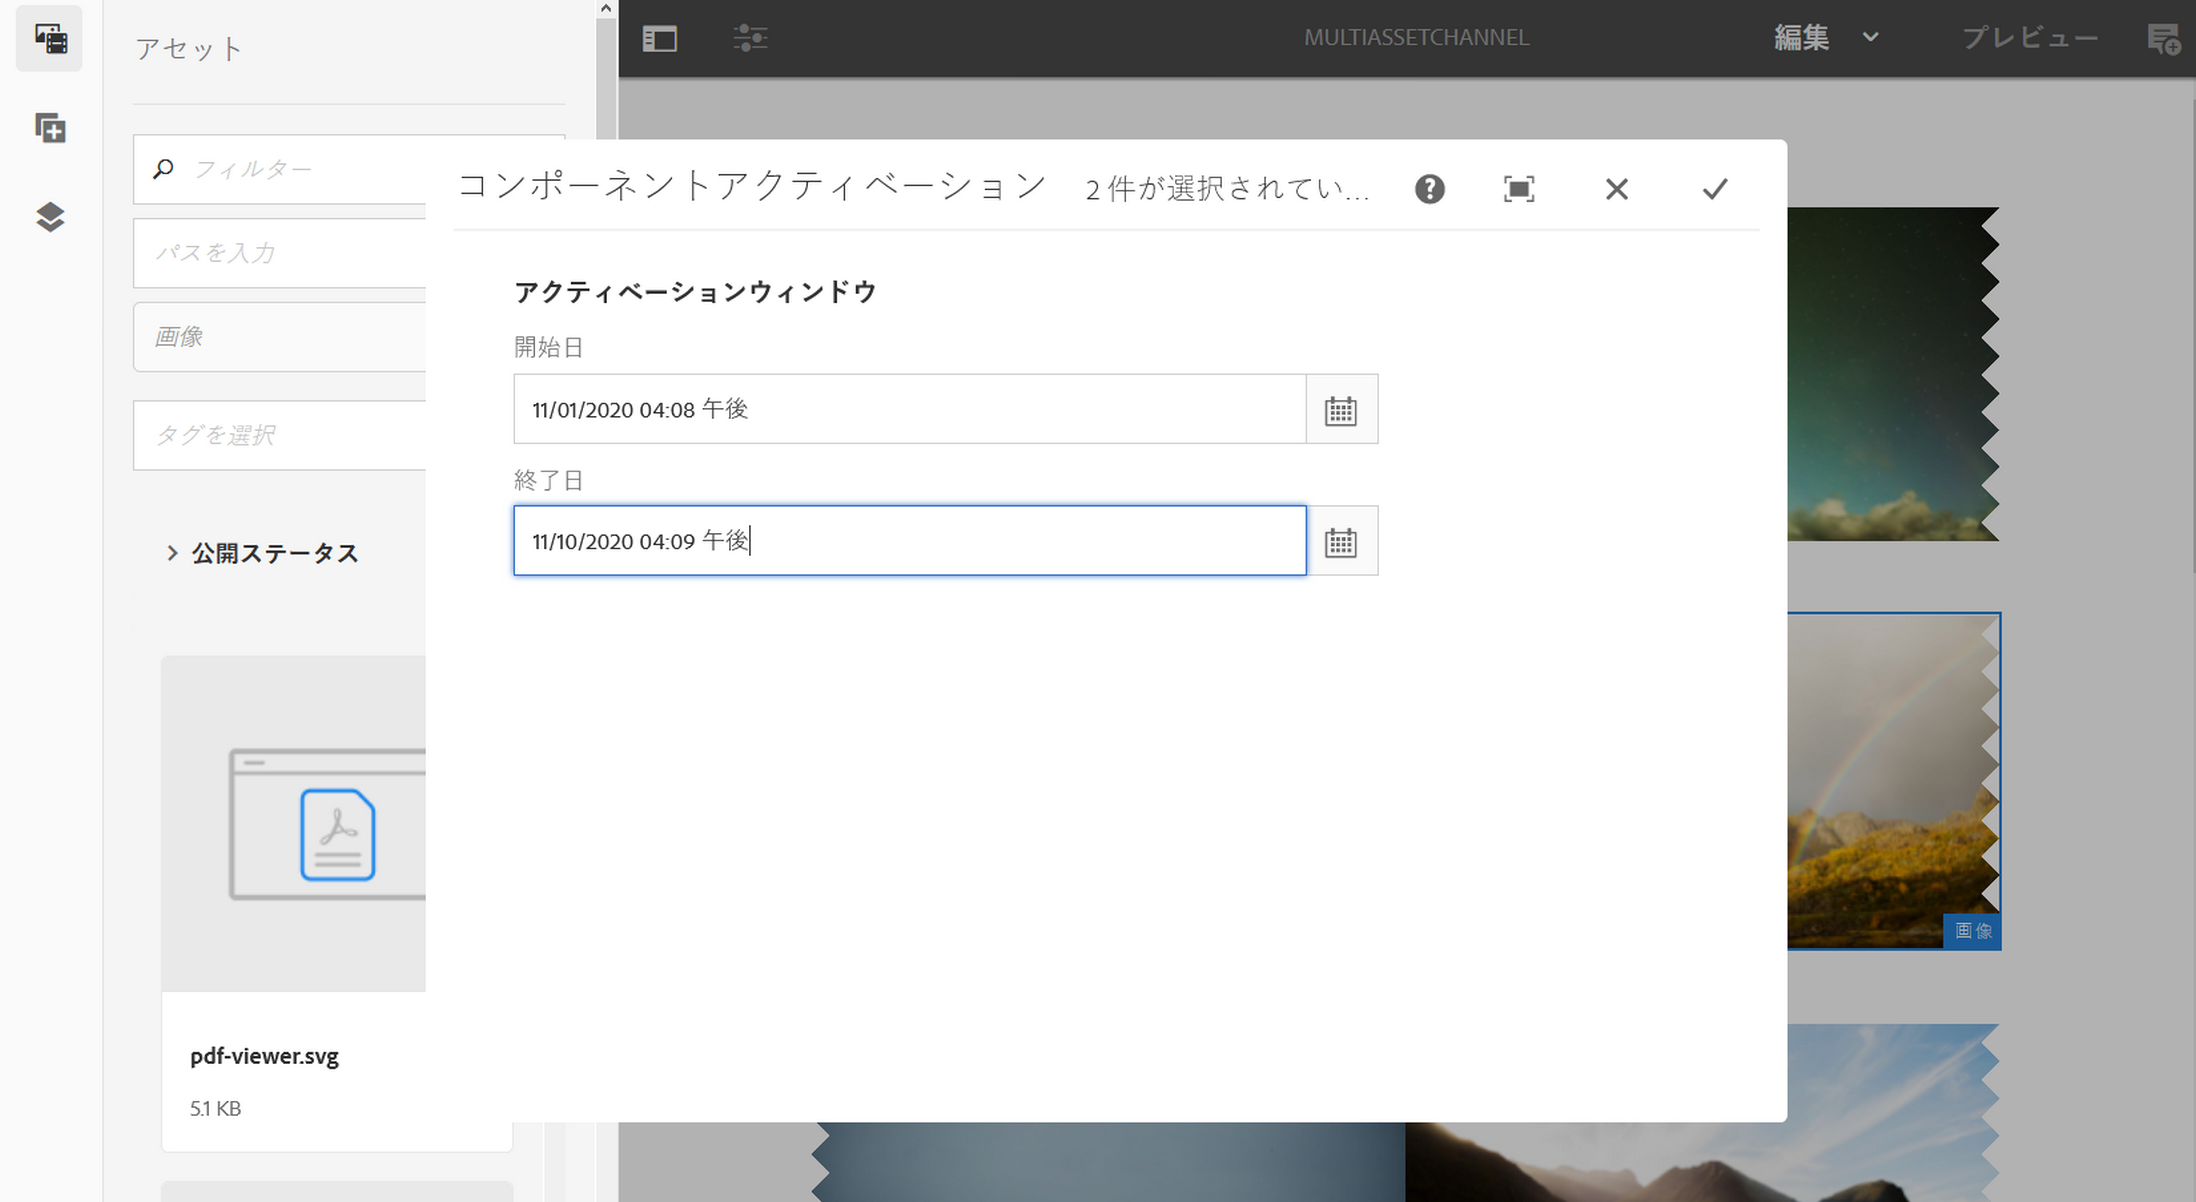 アセット
MULTIASSETCHANNEL
編集
プレビュー
フィルター
パスを入力
画像
タグを選択
公開ステータス
pdf-viewer.svg
5.1 KB
コンポーネントアクティベーション
2 件が選択されてい...
アクティベーションウィンドウ
開始日
11/01/2020 04:08 午後
終了日
11/10/2020 04:09 午後
画像